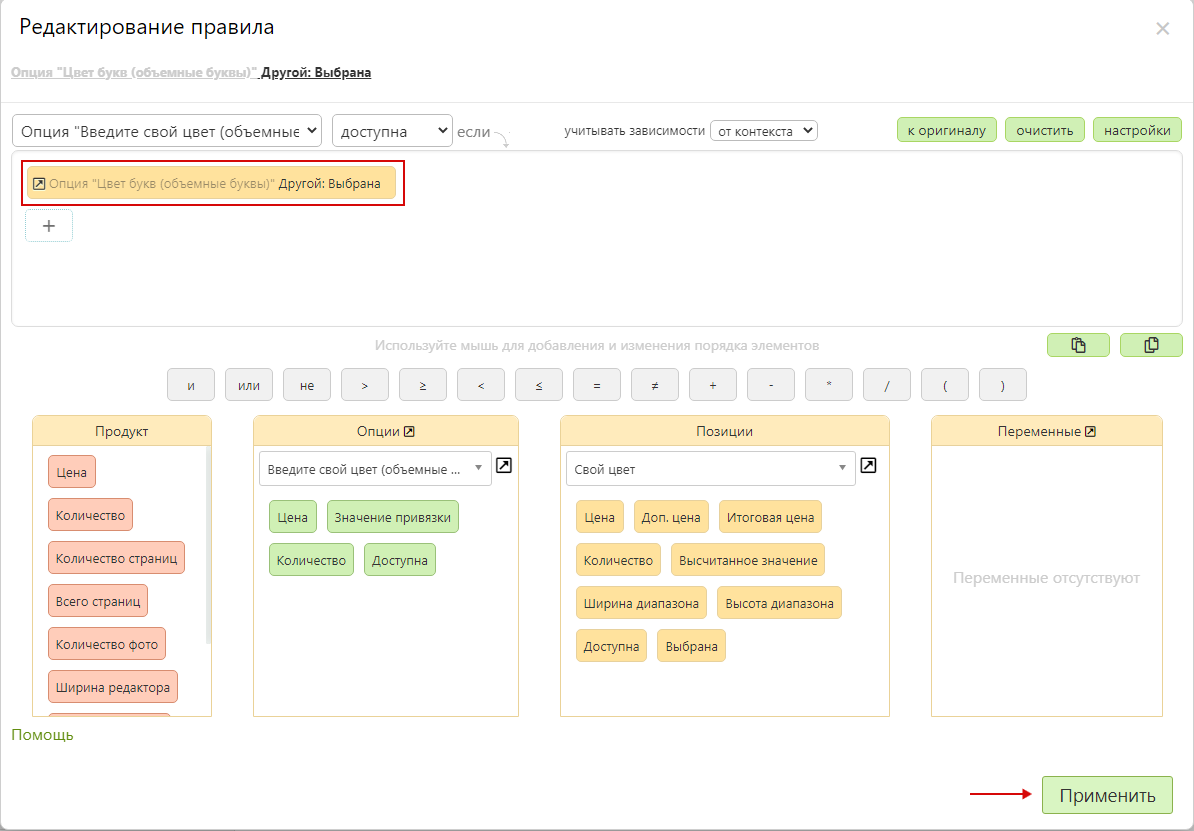 Редактирование правила
Опция "Цвет букв (объемные буквы)" Другой: Выбрана
Опция "Введите свой цвет (объемные доступна если учитывать зависимости от контекста к оригиналу очистить настройки
Опция "Цвет букв (объемные буквы)" Другой: Выбрана
+
Используйте мышь для добавления и изменения порядка элементов
и или не > ≥ < ≤ = ≠ + - * / ( )
Продукт
Цена
Количество
Количество страниц
Всего страниц
Количество фото
Ширина редактора
Опции
Введите свой цвет (объемные ...
Цена Значение привязки
Количество Доступна
Позиции
Свой цвет
Цена Доп. цена Итоговая цена
Количество Высчитанное значение
Ширина диапазона Высота диапазона
Доступна Выбрана
Переменные
Переменные отсутствуют
Помощь
Применить